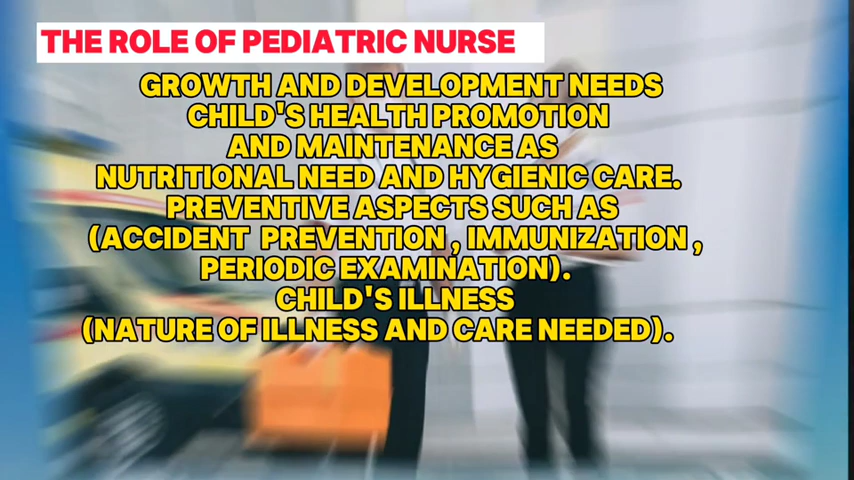 THE ROLE OF PEDIATRIC NURSE
GROWTH AND DEVELOPMENT NEEDS
CHILD'S HEALTH PROMOTION
AND MAINTENANCE AS
NUTRITIONAL NEED AND HYGIENIC CARE.
PREVENTIVE ASPECTS SUCH AS
(ACCIDENT PREVENTION , IMMUNIZATION ,
PERIODIC EXAMINATION).
CHILD'S ILLNESS
(NATURE OF ILLNESS AND CARE NEEDED).